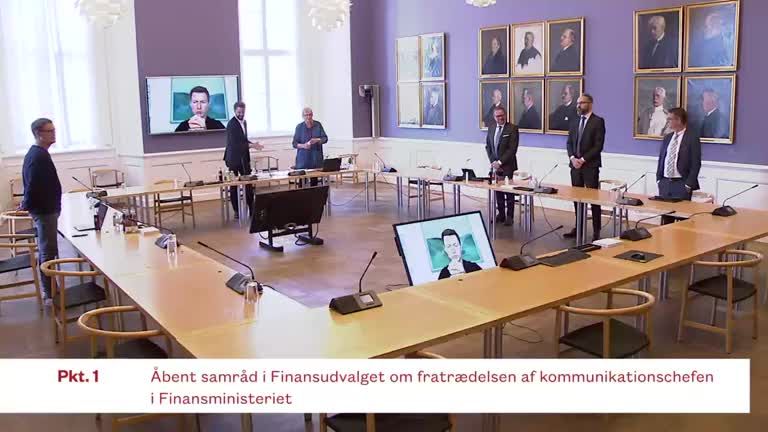 Pkt. 1 Åbent samråd i Finansudvalget om fratrædelsen af kommunikationschefen
i Finansministeriet